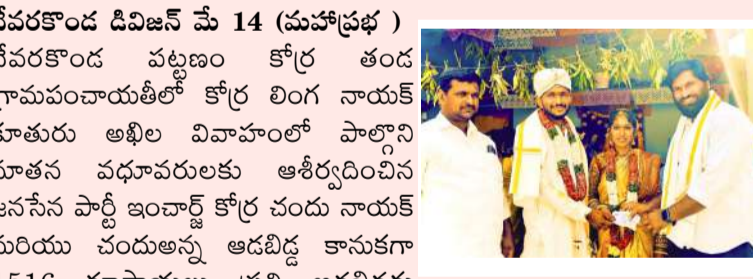 దేవరకొండ డివిజన్ మే 14 (మహాప్రభ )
దేవరకొండ పట్టణం కోర్ర తండ
గ్రామపంచాయతీలో కోర్ర లింగ నాయక్
కూతురు అఖిల వివాహంలో పాల్గొని
నూతన వధూవరులకు ఆశీర్వదించిన
జనసేన పార్టీ ఇంచార్జ్ కోర్ర చందు నాయక్
మరియు చందుఅన్న ఆడబిడ్డ కానుకగా